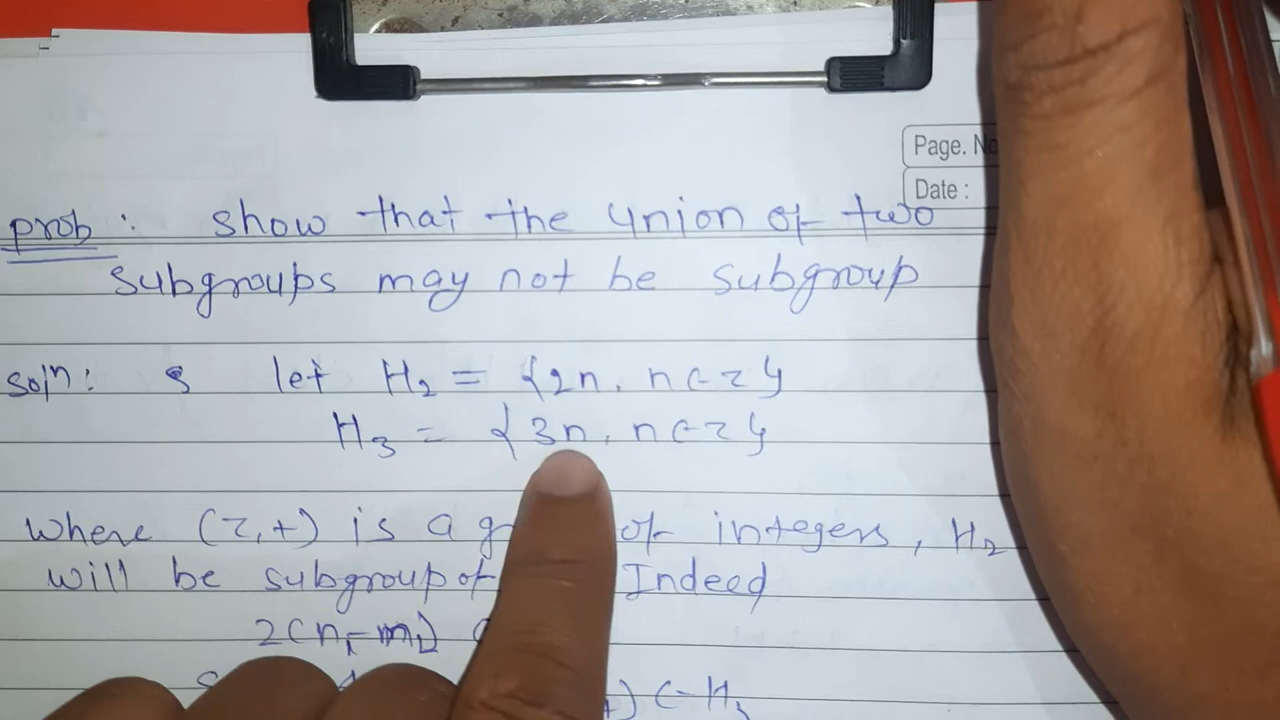 Page. No
Date :
prob : show that the union of two
subgroups may not be subgroup
Soln: let H₂ = {2n, n ∈ Z}
H₃ = {3n, n ∈ Z}
where (Z,+) is a of integers, H₂
will be subgroup of Indeed
2(n₁-m₁)